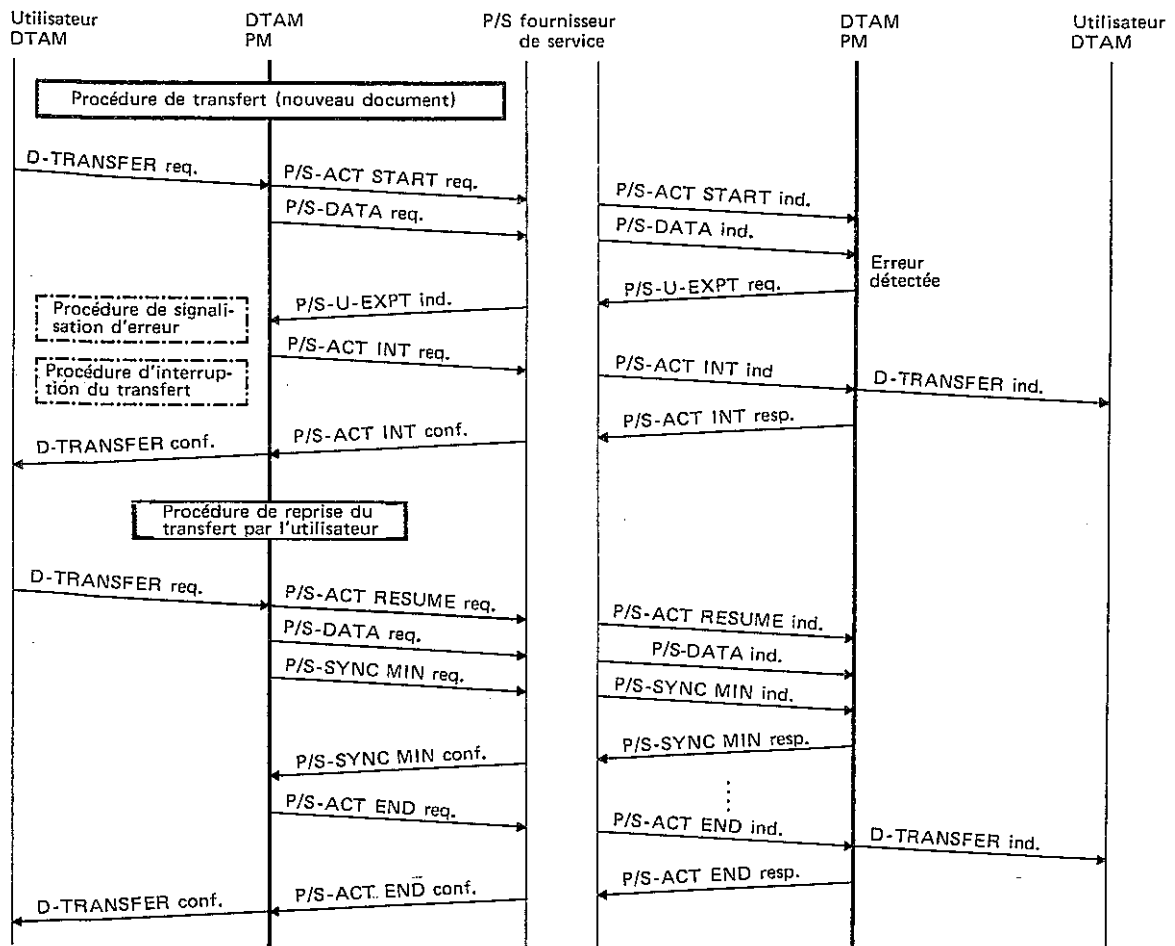 Utilisateur
DTAM
DTAM
PM
P/S fournisseur
de service
DTAM
PM
Utilisateur
DTAM
Procédure de transfert (nouveau document)
D-TRANSFER req.
P/S-ACT START req.
P/S-ACT START ind.
P/S-DATA req.
P/S-DATA ind.
Erreur
détectée
P/S-U-EXPT req.
P/S-U-EXPT ind.
Procédure de signali-
sation d'erreur
P/S-ACT INT req.
Procédure d'interrup-
tión du transfert
P/S-ACT INT ind
D-TRANSFER ind.
P/S-ACT INT resp.
P/S-ACT INT conf.
D-TRANSFER conf.
Procédure de reprise du
transfert par l'utilisateur
D-TRANSFER req.
P/S-ACT RESUME req.
P/S-ACT RESUME ind.
P/S-DATA req.
P/S-DATA ind.
P/S-SYNC MIN req.
P/S-SYNC MIN ind.
P/S-SYNC MIN resp.
P/S-SYNC MIN conf.
P/S-ACT END req.
P/S-ACT END ind.
D-TRANSFER ind.
P/S-ACT END resp.
P/S-ACT END conf.
D-TRANSFER conf.